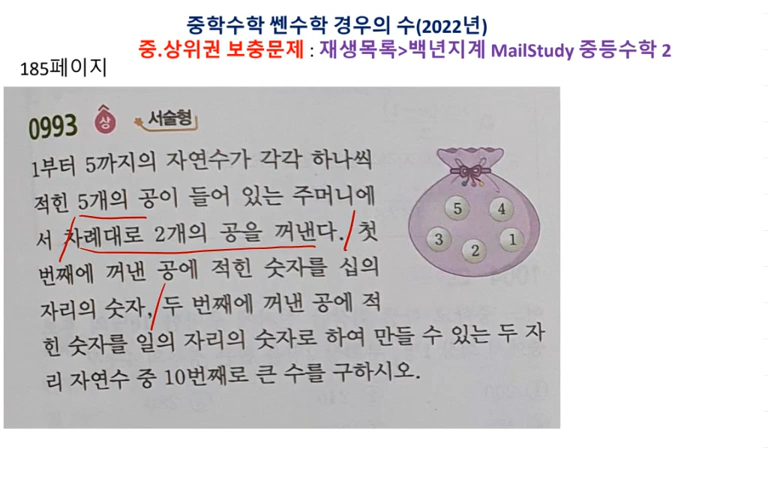 중학수학 쎈수학 경우의 수(2022년)
중.상위권 보충문제 : 재생목록>백년지계 MailStudy 중등수학 2
185페이지
0993 상 서술형
1부터 5까지의 자연수가 각각 하나씩
적힌 5개의 공이 들어 있는 주머니에
서 차례대로 2개의 공을 꺼낸다. 첫
번째에 꺼낸 공에 적힌 숫자를 십의
자리의 숫자, 두 번째에 꺼낸 공에 적
힌 숫자를 일의 자리의 숫자로 하여 만들 수 있는 두 자
리 자연수 중 10번째로 큰 수를 구하시오.
5 4
3 2 1